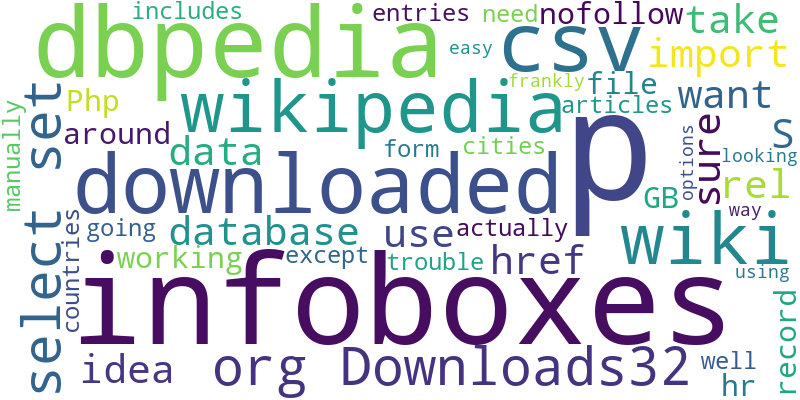 includes
entries
need
nofollow
take
dbpedia
csv
easy
import
frankly
file
Php
wikipedia
articles
want
manually
around
data
form
cities
S
sure
options
looking
select set
downloaded
p
GB
rel
way
countries
going
database
use
actually
wiki
working
except
trouble
href
using
infoboxes
record
idea
org
Downloads32
well
hr